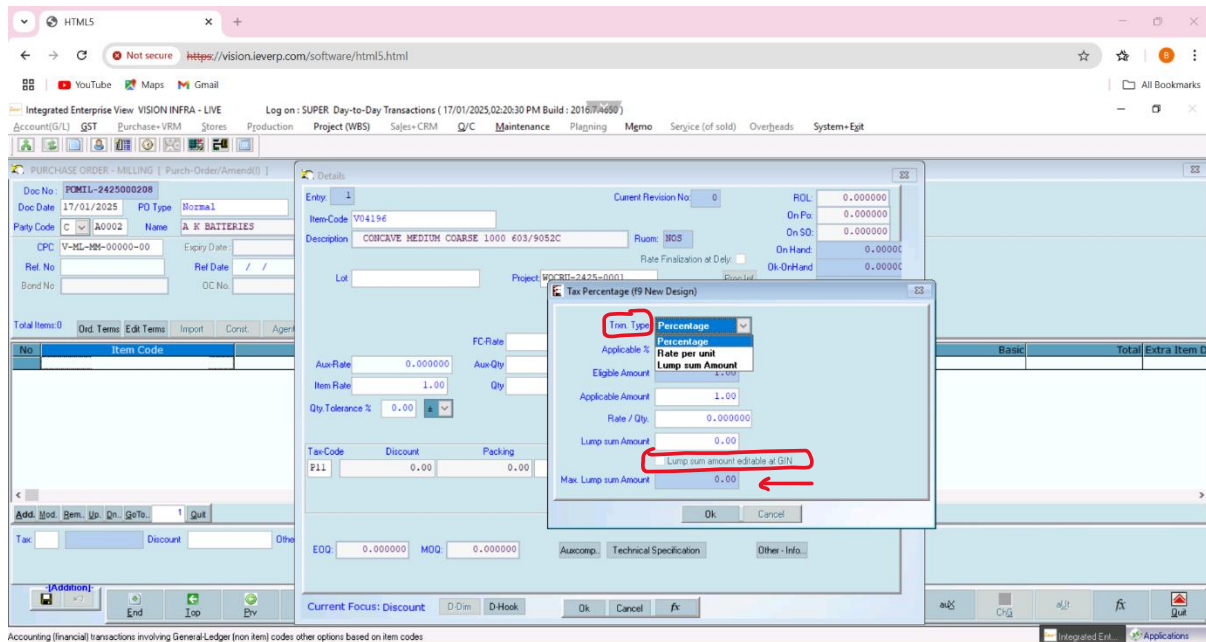 HTML5
Not secure https://vision.ieverp.com/software/html5.html
B
YouTube Maps Gmail
All Bookmarks
Integrated Enterprise View VISION INFRA - LIVE Log on : SUPER Day-to-Day Transactions ( 17/01/2025,02:20:30 PM Build : 2016.7.4650 )
Account(G/L) GST Purchase+VRM Stores Production Project (WBS) Sales+CRM Q/C Maintenance Planning Memo Service (of sold) Overheads System+Exit
PURCHASE ORDER - MILLING [ Purch-Order/Amend(I) ]
Doc No : POMIL-2425000208
Doc Date 17/01/2025 PO Type Normal
Party Code C A0002 Name A K BATTERIES
CPC V-ML-MM-00000-00 Expiry Date :
Ref. No Ref Date / /
Bond No OC No.
Total Items:0 Ord. Terms Edit Terms Import Const. Agent
No Item Code Basic Total Extra Item D
Add. Mod. Rem.. Up. Dn.. GoTo.. 1 Quit
Tax Discount Othe
-[Addition]-
End Top Prv
Details
Entry: 1 Current Revision No: 0 ROL: 0.000000
On Po: 0.000000
Item-Code V04196
On SO: 0.000000
Description CONCAVE MEDIUM COARSE 1000 603/9052C Ruom: NOS
On Hand: 0.00000
Rate Finalization at Dely:
Ok-OnHand 0.00000
Lot Project WOCRU-2425-0001 Proc.Inf
FC-Rate
Aux-Rate 0.000000 Aux-Qty
Item Rate 1.00 Qty
Qty.Tolerance % 0.00 ±
Tax-Code Discount Packing
P11 0.00 0.00
EOQ: 0.000000 MOQ: 0.000000 Auxcomp.. Technical Specification Other - Info...
Current Focus: Discount D-Dim D-Hook Ok Cancel fx
Tax Percentage (f9 New Design)
Trxn. Type Percentage
Percentage
Rate per unit
Lump sum Amount
Applicable %
Eligible Amount 1.00
Applicable Amount 1.00
Rate / Qty. 0.000000
Lump sum Amount 0.00
Lump sum amount editable at GIN
Max. Lump sum Amount 0.00
Ok Cancel
fx Quit
Accounting (financial) transactions involving General-Ledger (non item) codes other options based on item codes
Integrated Ent... Applications